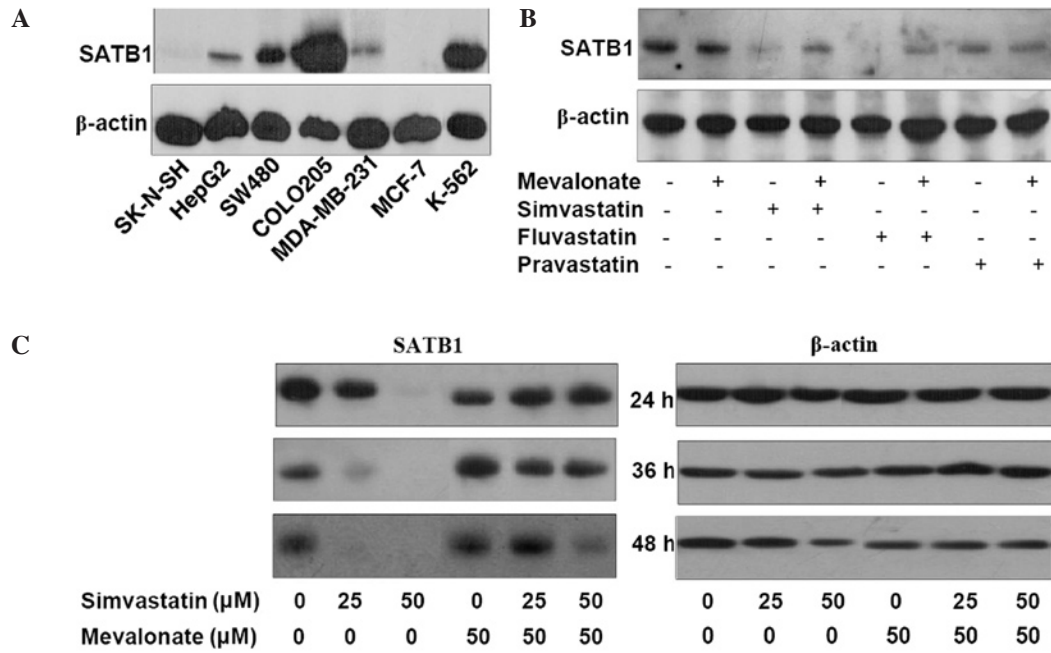 A
SATB1
β-actin
SK-N-SH
HepG2
SW480
COLO205
MDA-MB-231
MCF-7
K-562
B
SATB1
β-actin
Mevalonate - + - + - + - +
Simvastatin - - + + - - - -
Fluvastatin - - - - + + - -
Pravastatin - - - - - - + +
C
SATB1 β-actin
24 h
36 h
48 h
Simvastatin (µM) 0 25 50 0 25 50 0 25 50 0 25 50
Mevalonate (µM) 0 0 0 50 50 50 0 0 0 50 50 50